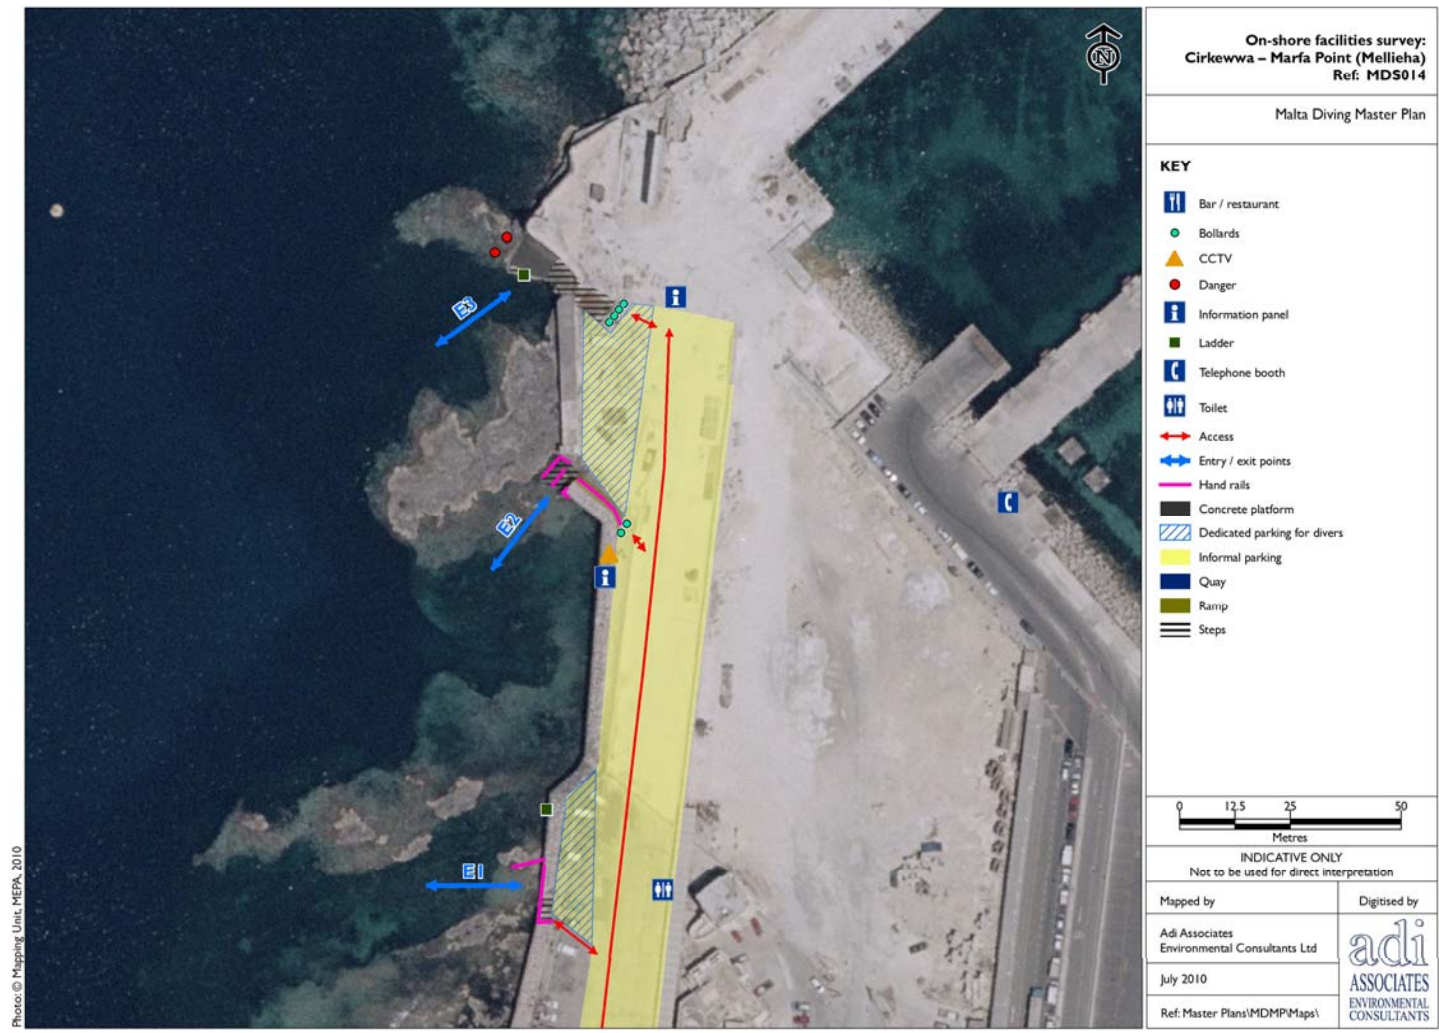 On-shore facilities survey:
Cirkewwa – Marfa Point (Mellieha)
Ref: MDS014
Malta Diving Master Plan
KEY
Bar / restaurant
Bollards
CCTV
Danger
Information panel
Ladder
Telephone booth
Toilet
Access
Entry / exit points
Hand rails
Concrete platform
Dedicated parking for divers
Informal parking
Quay
Ramp
Steps
0 12.5 25 50
Metres
INDICATIVE ONLY
Not to be used for direct interpretation
Mapped by
Digitised by
Adi Associates
Environmental Consultants Ltd
July 2010
Ref: Master Plans\MDMP\Maps\
adi
ASSOCIATES
ENVIRONMENTAL
CONSULTANTS
N
E3
E2
E1
i
i
Photo: © Mapping Unit, MEPA, 2010